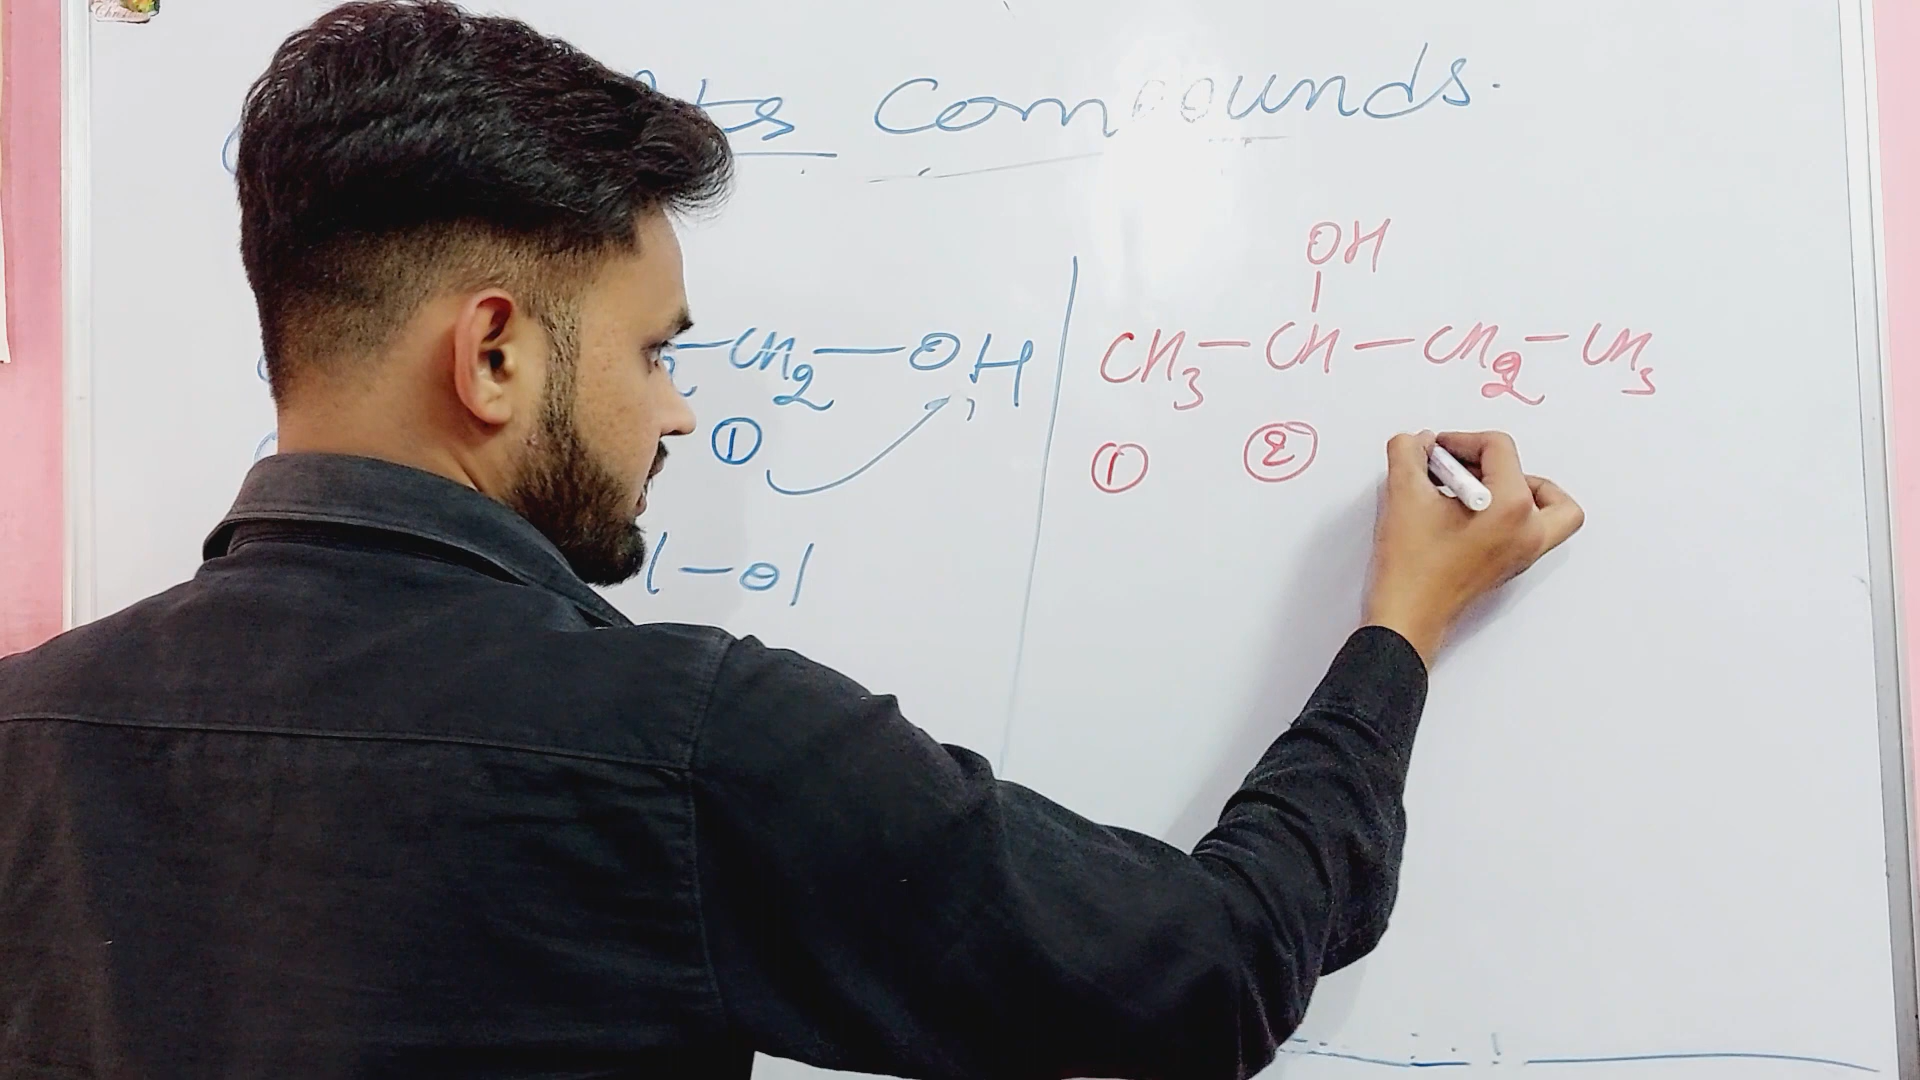 Compounds.
OH
CH2 — OH
CH3 — CH — CH2 — CH3
①
① ②
l — ol